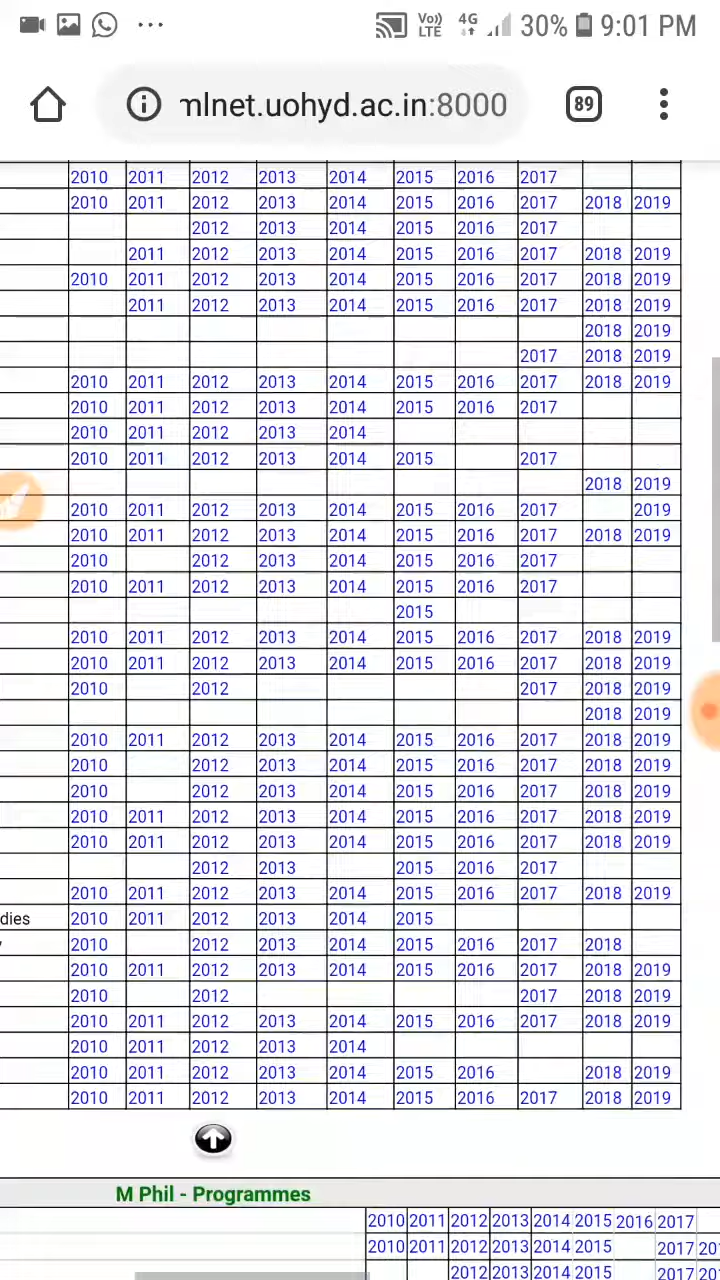 Vo)) LTE 4G 30% 9:01 PM
mlnet.uohyd.ac.in:8000 89
2010 2011 2012 2013 2014 2015 2016 2017
2010 2011 2012 2013 2014 2015 2016 2017 2018 2019
2012 2013 2014 2015 2016 2017
2011 2012 2013 2014 2015 2016 2017 2018 2019
2010 2011 2012 2013 2014 2015 2016 2017 2018 2019
2011 2012 2013 2014 2015 2016 2017 2018 2019
2018 2019
2017 2018 2019
2010 2011 2012 2013 2014 2015 2016 2017 2018 2019
2010 2011 2012 2013 2014 2015 2016 2017
2010 2011 2012 2013 2014
2010 2011 2012 2013 2014 2015 2017
2018 2019
2010 2011 2012 2013 2014 2015 2016 2017 2019
2010 2011 2012 2013 2014 2015 2016 2017 2018 2019
2010 2012 2013 2014 2015 2016 2017
2010 2011 2012 2013 2014 2015 2016 2017
2015
2010 2011 2012 2013 2014 2015 2016 2017 2018 2019
2010 2011 2012 2013 2014 2015 2016 2017 2018 2019
2010 2012 2017 2018 2019
2018 2019
2010 2011 2012 2013 2014 2015 2016 2017 2018 2019
2010 2012 2013 2014 2015 2016 2017 2018 2019
2010 2012 2013 2014 2015 2016 2017 2018 2019
2010 2011 2012 2013 2014 2015 2016 2017 2018 2019
2010 2011 2012 2013 2014 2015 2016 2017 2018 2019
2012 2013 2015 2016 2017
2010 2011 2012 2013 2014 2015 2016 2017 2018 2019
dies 2010 2011 2012 2013 2014 2015
2010 2012 2013 2014 2015 2016 2017 2018
2010 2011 2012 2013 2014 2015 2016 2017 2018 2019
2010 2012 2017 2018 2019
2010 2011 2012 2013 2014 2015 2016 2017 2018 2019
2010 2011 2012 2013 2014
2010 2011 2012 2013 2014 2015 2016 2018 2019
2010 2011 2012 2013 2014 2015 2016 2017 2018 2019
M Phil - Programmes
2010 2011 2012 2013 2014 2015 2016 2017
2010 2011 2012 2013 2014 2015 2017 20
2012 2013 2014 2015 2017 20